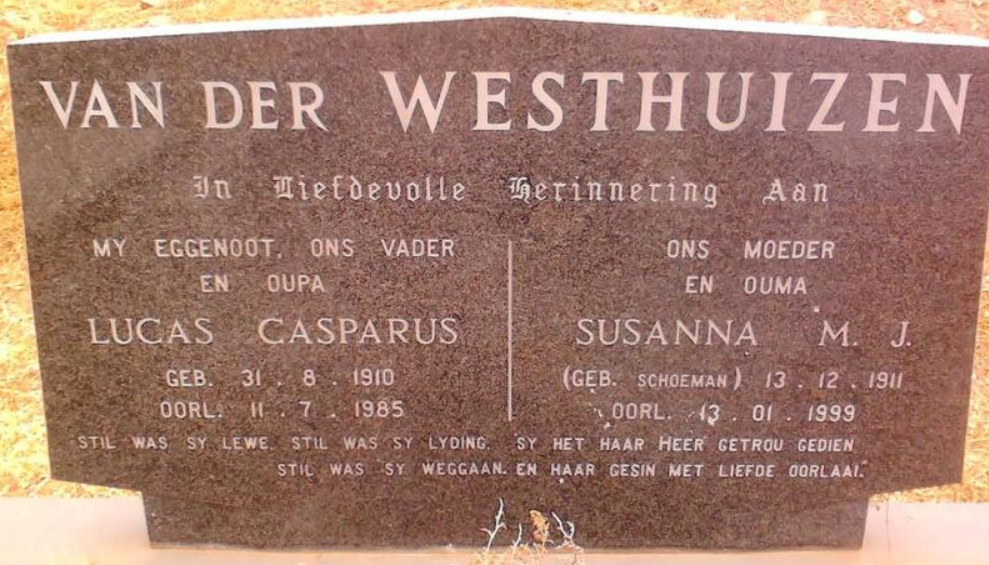 VAN DER WESTHUIZEN
In Liefdevolle Herinnering Aan
MY EGGENOOT, ONS VADER
EN OUPA
LUCAS CASPARUS
GEB. 31 . 8 . 1910
OORL. 11 . 7 . 1985
ONS MOEDER
EN OUMA
SUSANNA M. J.
(GEB. SCHOEMAN) 13 . 12 . 1911
OORL. 13 . 01 . 1999
STIL WAS SY LEWE. STIL WAS SY LYDING. SY HET HAAR HEER GETROU GEDIEN
STIL WAS SY WEGGAAN. EN HAAR GESIN MET LIEFDE OORLAAI.